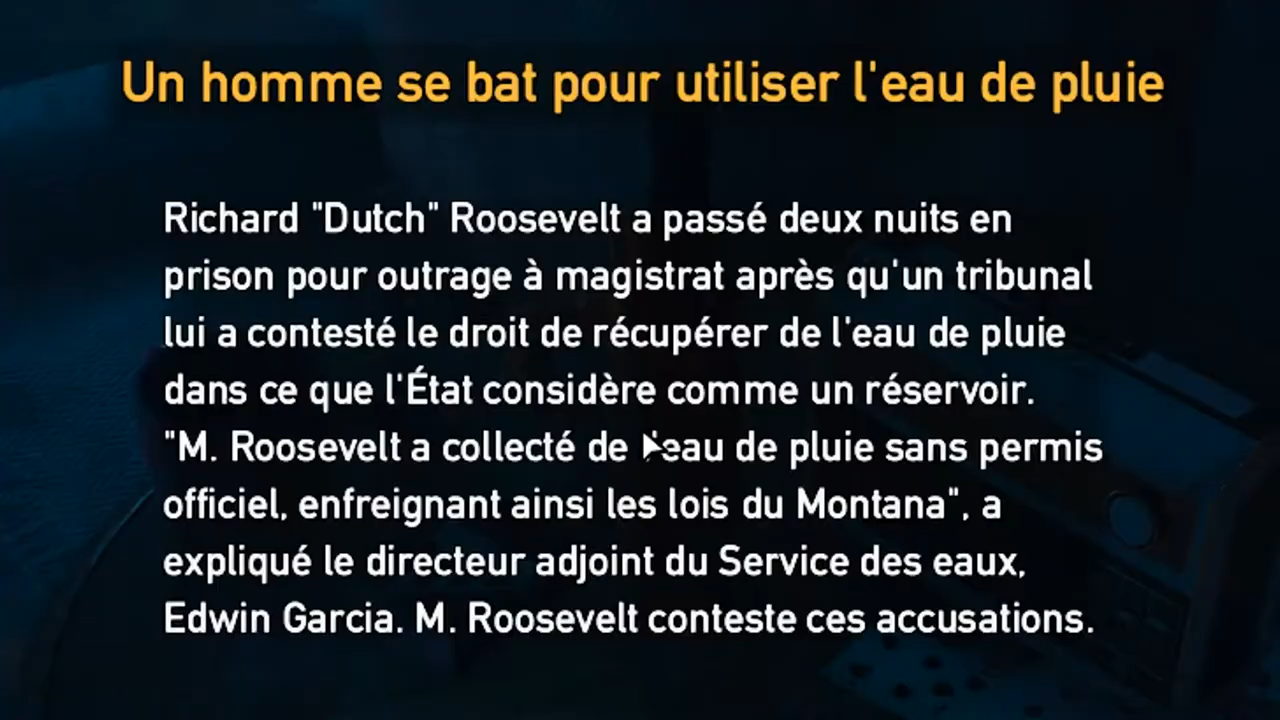 Un homme se bat pour utiliser l'eau de pluie
Richard "Dutch" Roosevelt a passé deux nuits en
prison pour outrage à magistrat après qu'un tribunal
lui a contesté le droit de récupérer de l'eau de pluie
dans ce que l'État considère comme un réservoir.
"M. Roosevelt a collecté de l'eau de pluie sans permis
officiel, enfreignant ainsi les lois du Montana", a
expliqué le directeur adjoint du Service des eaux,
Edwin Garcia. M. Roosevelt conteste ces accusations.